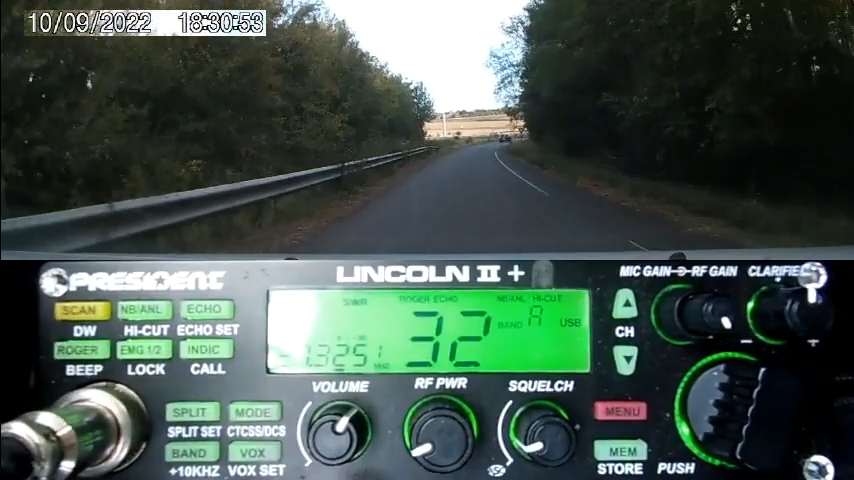 10/09/2022 18:30:53
PRESIDENT LINCOLN II + MIC GAIN RF GAIN CLARIFIER
SCAN NB/ANL ECHO
DW HI-CUT ECHO SET
ROGER EMG 1/2 INDIC
BEEP LOCK CALL
SWR ROGER ECHO NB/ANL HI-CUT
32 BAND A USB
CH
VOLUME RF PWR SQUELCH
SPLIT MODE
SPLIT SET CTCSS/DCS
BAND VOX
+10KHZ VOX SET
MENU
MEM
STORE PUSH